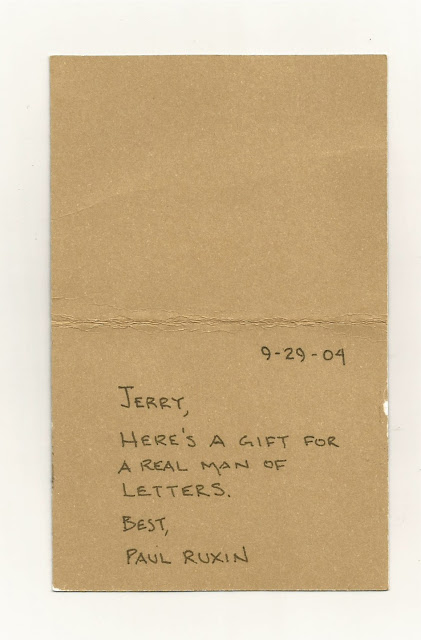 9-29-04
JERRY,
HERE'S A GIFT FOR
A REAL MAN OF
LETTERS.
BEST,
PAUL RUXIN